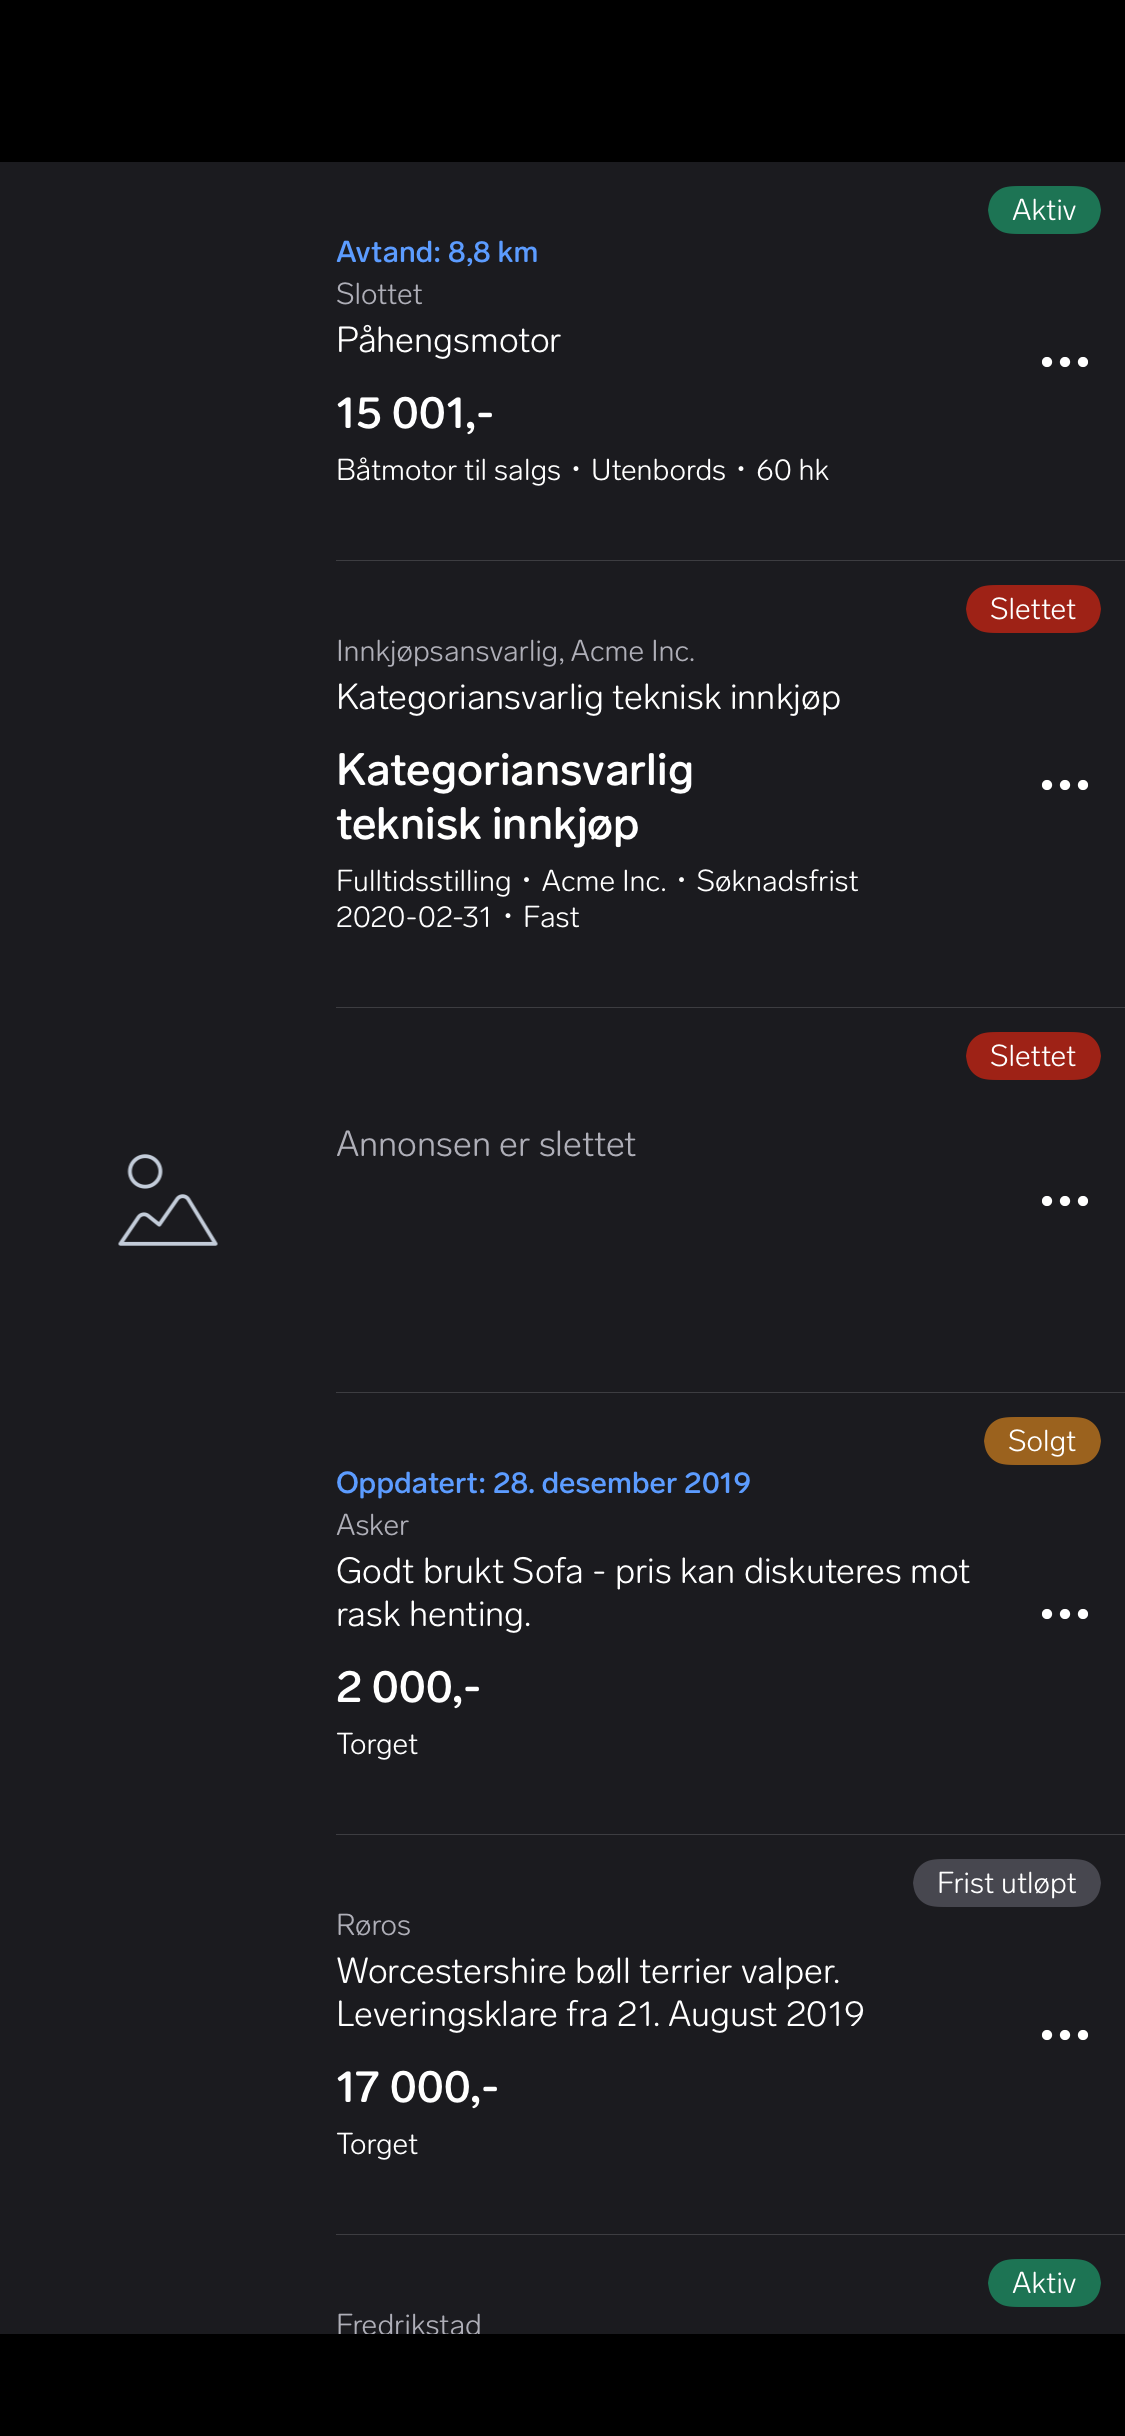 Aktiv
Avtand: 8,8 km
Slottet
Påhengsmotor
15 001,-
Båtmotor til salgs • Utenbords • 60 hk
Slettet
Innkjøpsansvarlig, Acme Inc.
Kategoriansvarlig teknisk innkjøp
Kategoriansvarlig
teknisk innkjøp
Fulltidsstilling • Acme Inc. • Søknadsfrist
2020-02-31 • Fast
Slettet
Annonsen er slettet
Solgt
Oppdatert: 28. desember 2019
Asker
Godt brukt Sofa - pris kan diskuteres mot
rask henting.
2 000,-
Torget
Frist utløpt
Røros
Worcestershire bøll terrier valper.
Leveringsklare fra 21. August 2019
17 000,-
Torget
Aktiv
Fredrikstad